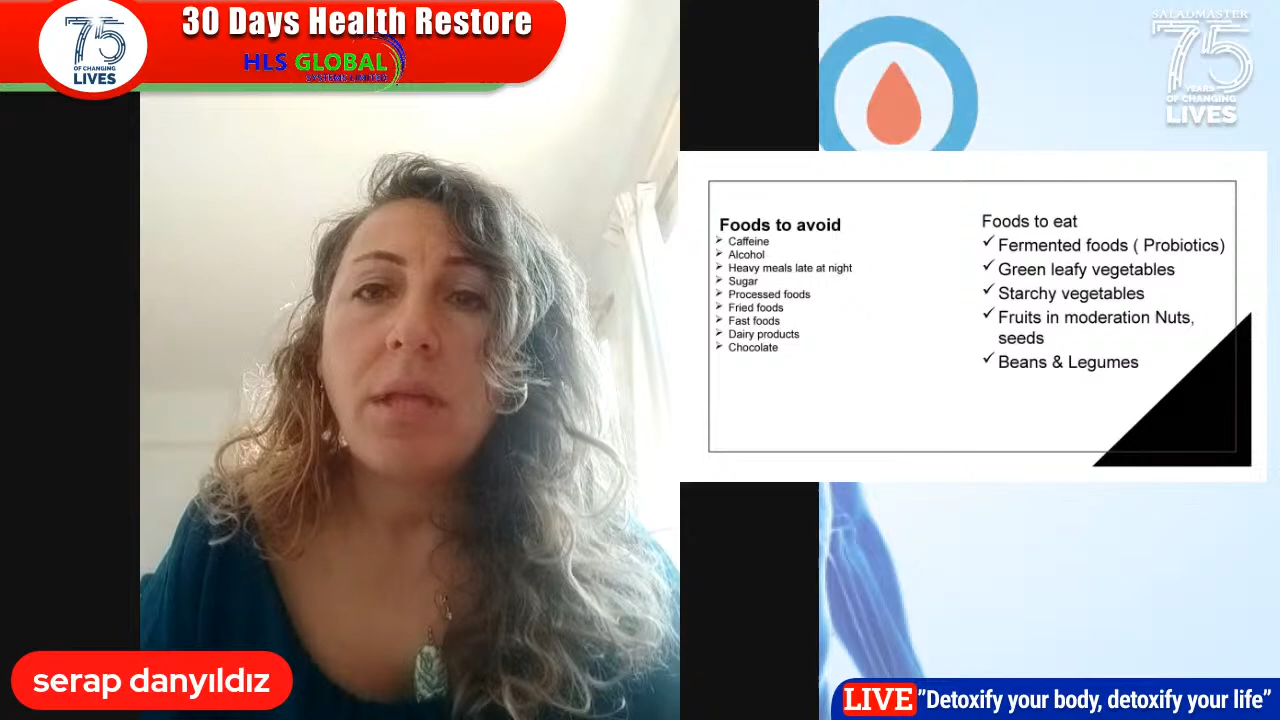 75
OF CHANGING
LIVES
30 Days Health Restore
HLS GLOBAL
SYSTEMS LIMITED
SALADMASTER
75
YEARS
OF CHANGING
LIVES
Foods to avoid
Caffeine
Alcohol
Heavy meals late at night
Sugar
Processed foods
Fried foods
Fast foods
Dairy products
Chocolate
Foods to eat
Fermented foods ( Probiotics)
Green leafy vegetables
Starchy vegetables
Fruits in moderation Nuts,
seeds
Beans & Legumes
serap danyıldız
LIVE "Detoxify your body, detoxify your life"